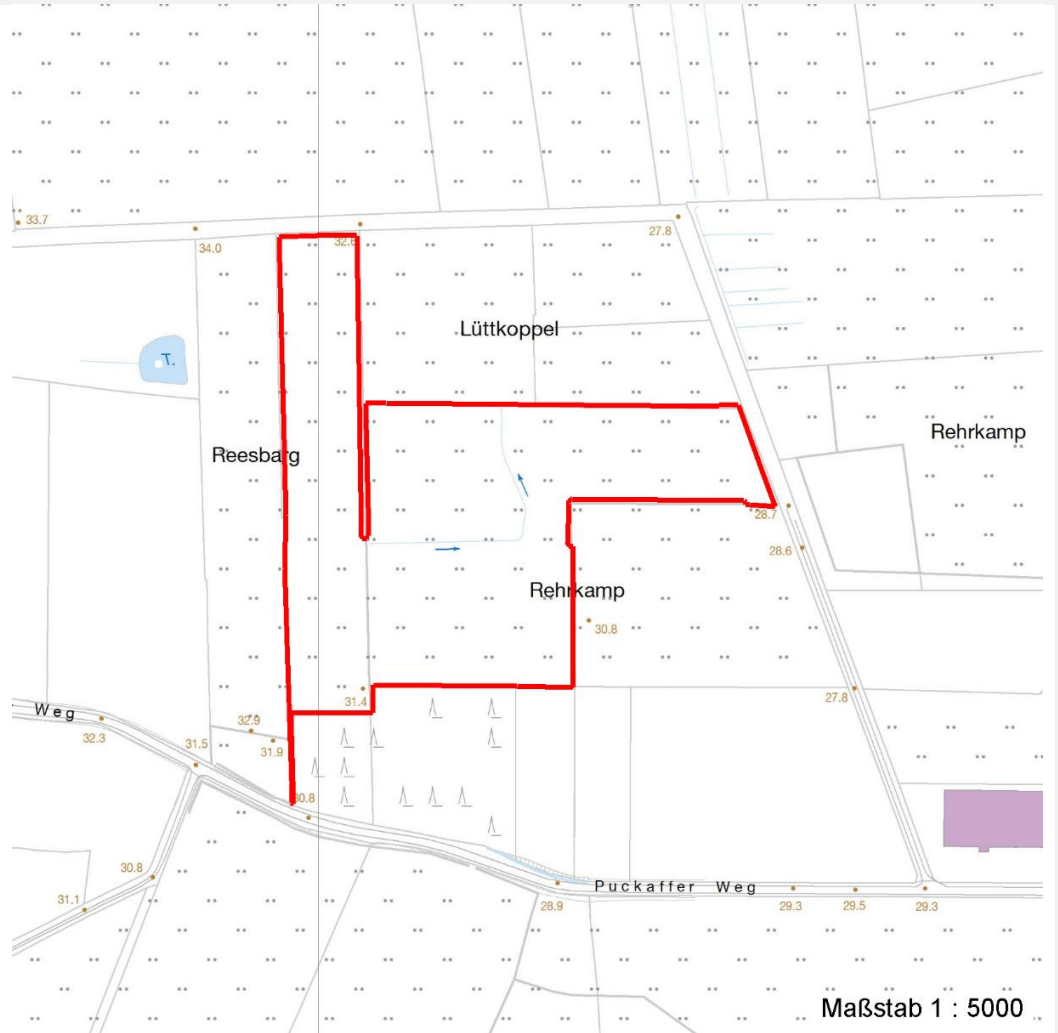 33.7
34.0
32.6
27.8
Lüttkoppel
T.
Reesbarg
Rehrkamp
28.7
28.6
Rehrkamp
30.8
31.4
27.8
Weg
32.3
32.9
31.9
31.5
30.8
30.8
31.1
Puckaffer Weg
28.9
29.3
29.5
29.3
Maßstab 1 : 5000